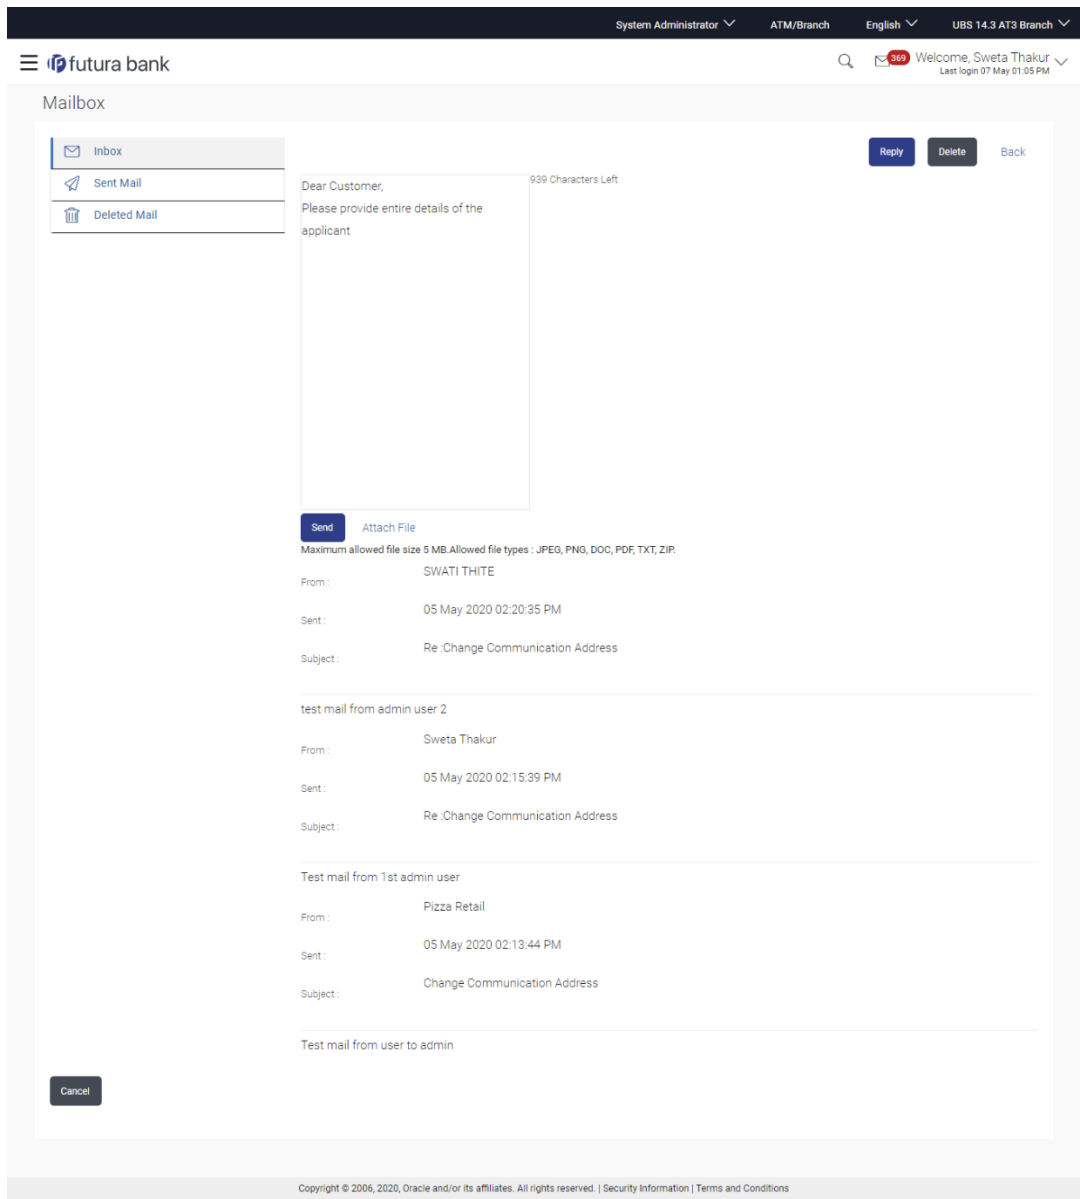 System Administrator ATM/Branch English UBS 14.3 AT3 Branch
futura bank 369 Welcome, Sweta Thakur
Last login 07 May 01:05 PM
Mailbox
Inbox
Sent Mail
Deleted Mail
Reply Delete Back
Dear Customer,
Please provide entire details of the
applicant
939 Characters Left
Send Attach File
Maximum allowed file size 5 MB.Allowed file types : JPEG, PNG, DOC, PDF, TXT, ZIP.
From : SWATI THITE
Sent : 05 May 2020 02:20:35 PM
Subject : Re :Change Communication Address
test mail from admin user 2
From : Sweta Thakur
Sent : 05 May 2020 02:15:39 PM
Subject : Re :Change Communication Address
Test mail from 1st admin user
From : Pizza Retail
Sent : 05 May 2020 02:13:44 PM
Subject : Change Communication Address
Test mail from user to admin
Cancel
Copyright © 2006, 2020, Oracle and/or its affiliates. All rights reserved. | Security Information | Terms and Conditions